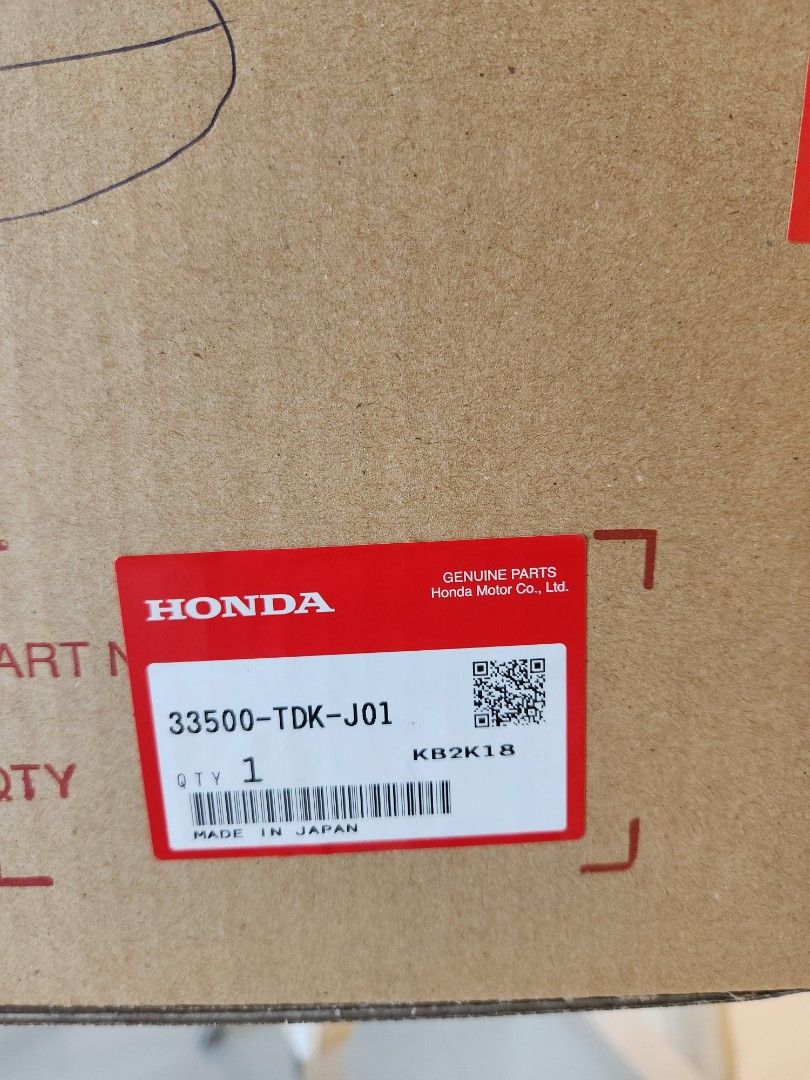 HONDA
GENUINE PARTS
Honda Motor Co., Ltd.
ART N
33500-TDK-J01
KB2K18
QTY 1
QTY
MADE IN JAPAN